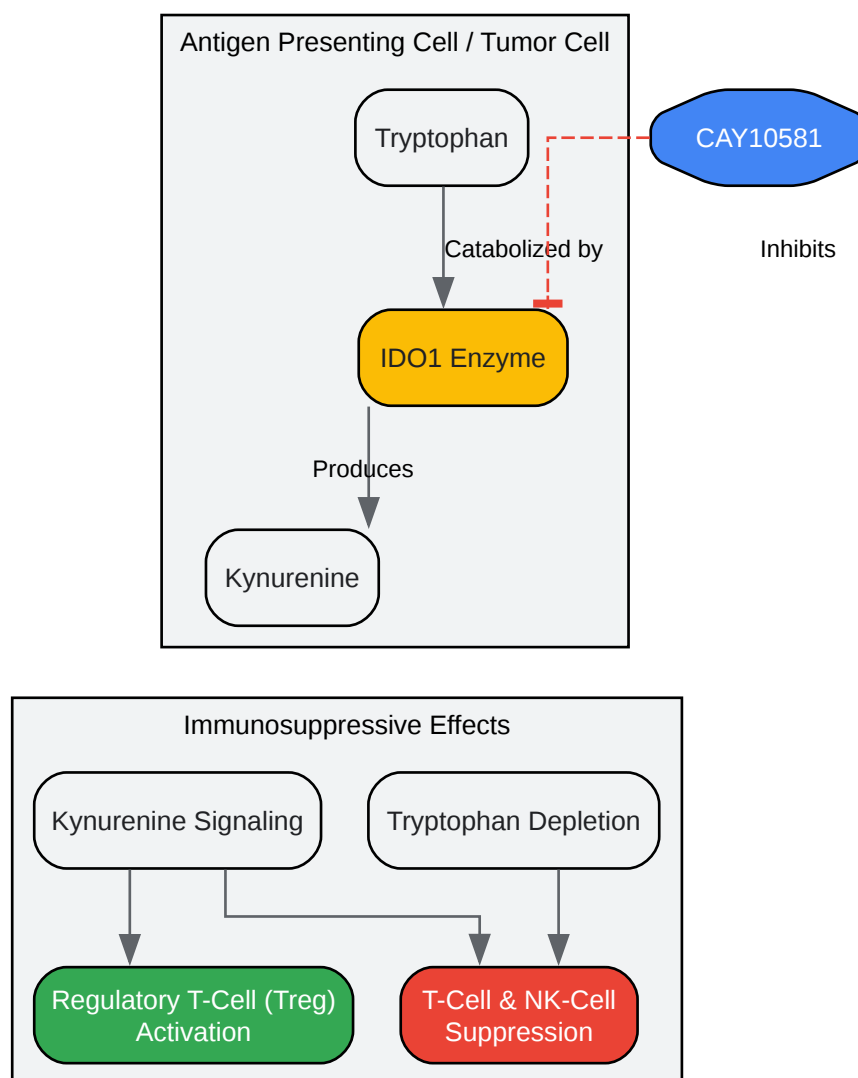 Antigen Presenting Cell / Tumor Cell
Tryptophan
CAY10581
Catabolized by
Inhibits
IDO1 Enzyme
Produces
Kynurenine
Immunosuppressive Effects
Kynurenine Signaling
Tryptophan Depletion
Regulatory T-Cell (Treg)
Activation
T-Cell & NK-Cell
Suppression